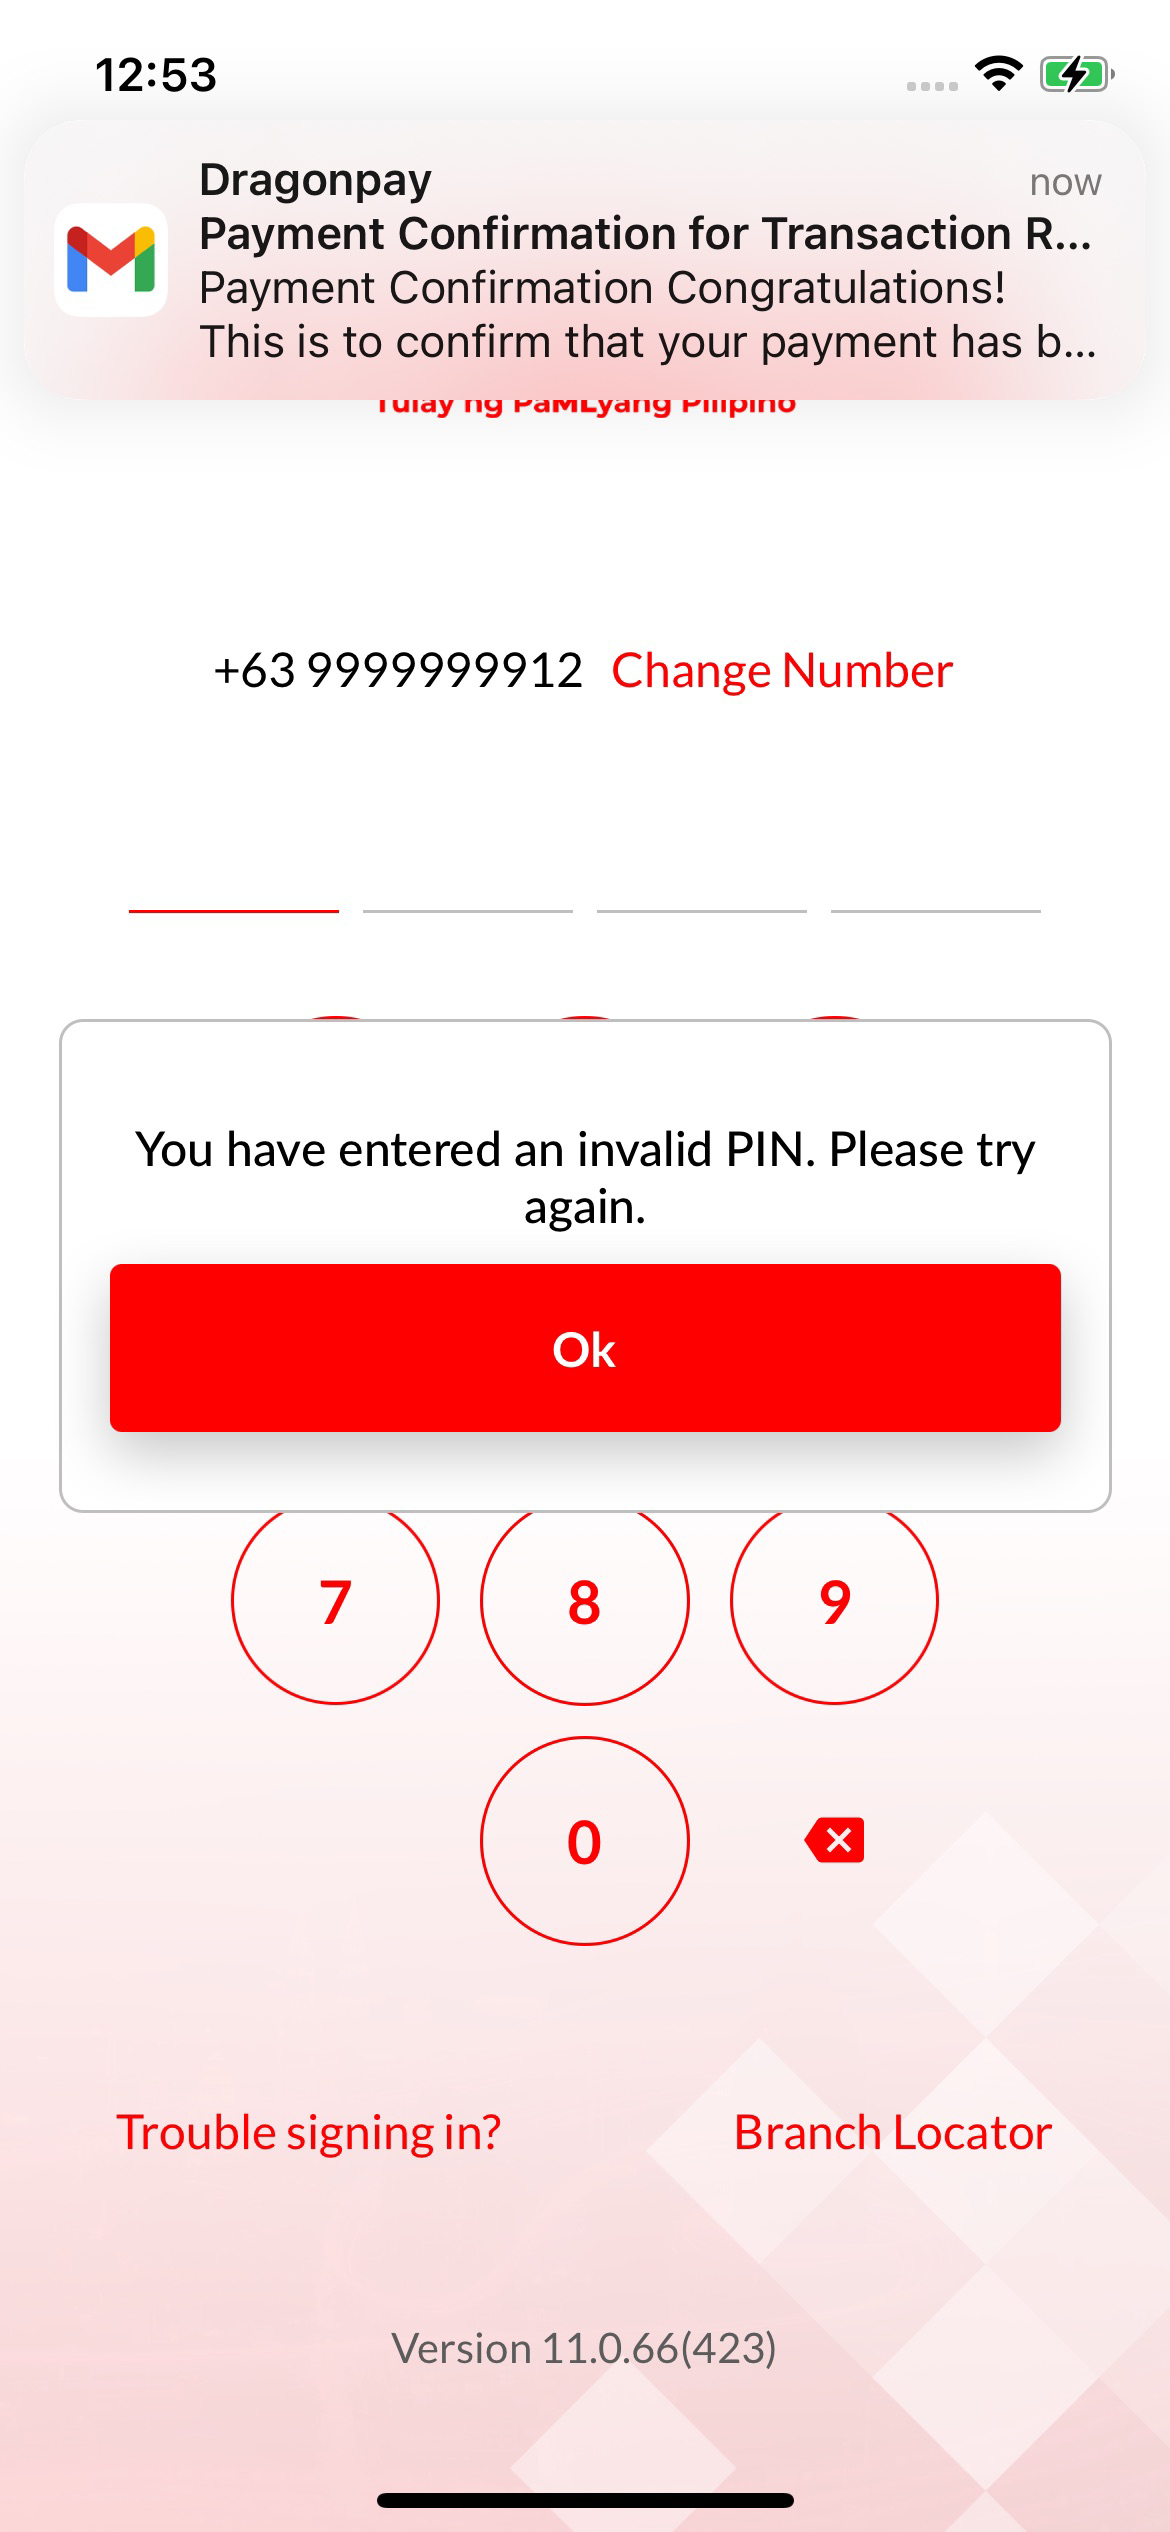 12:53
Dragonpay
now
Payment Confirmation for Transaction R...
Payment Confirmation Congratulations!
This is to confirm that your payment has b...
Tulay ng PaMLyang Pilipino
+63 9999999912 Change Number
You have entered an invalid PIN. Please try
again.
Ok
7 8 9
0
Trouble signing in? Branch Locator
Version 11.0.66(423)